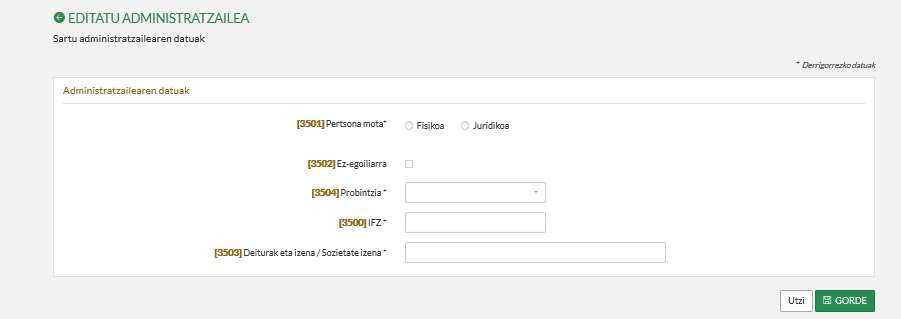 EDITATU ADMINISTRATZAILEA
Sartu administratzailearen datuak
* Derrigorrezko datuak
Administratzailearen datuak
[3501] Pertsona mota* Fisikoa Juridikoa
[3502] Ez-egoiliarra
[3504] Probintzia *
[3500] IFZ *
[3503] Deiturak eta izena / Sozietate izena *
Utzi GORDE